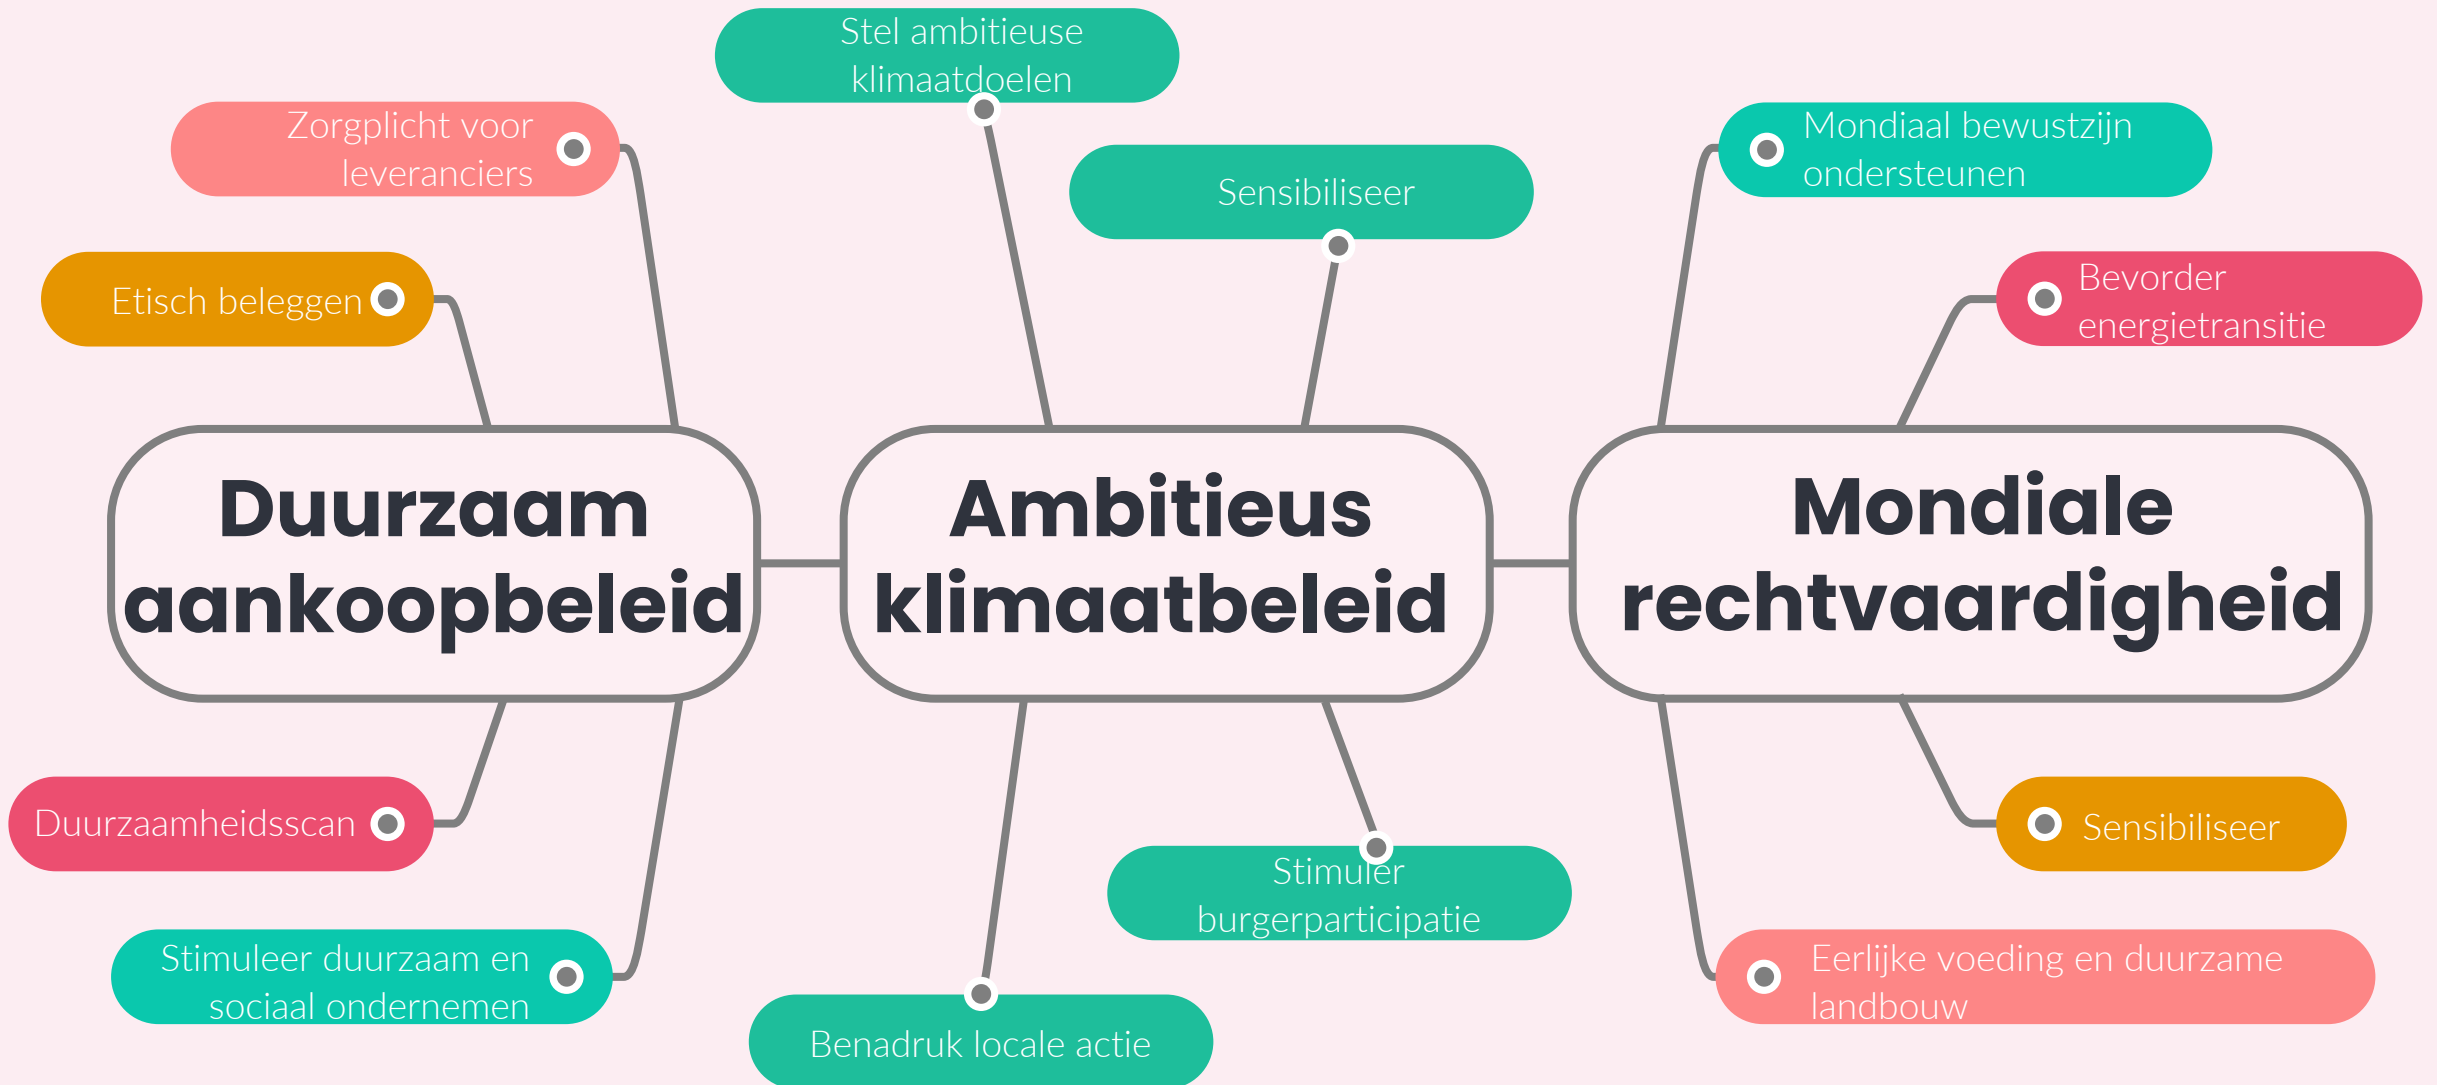 Stel ambitieuse
klimaatdoelen
Zorgplicht voor
leveranciers
Mondiaal bewustzijn
ondersteunen
Sensibiliseer
Etisch beleggen
Bevorder
energietransitie
Duurzaam
aankoopbeleid
Ambitieus
klimaatbeleid
Mondiale
rechtvaardigheid
Duurzaamheidsscan
Sensibiliseer
Stimuler
burgerparticipatie
Stimuleer duurzaam en
sociaal ondernemen
Eerlijke voeding en duurzame
landbouw
Benadruk locale actie